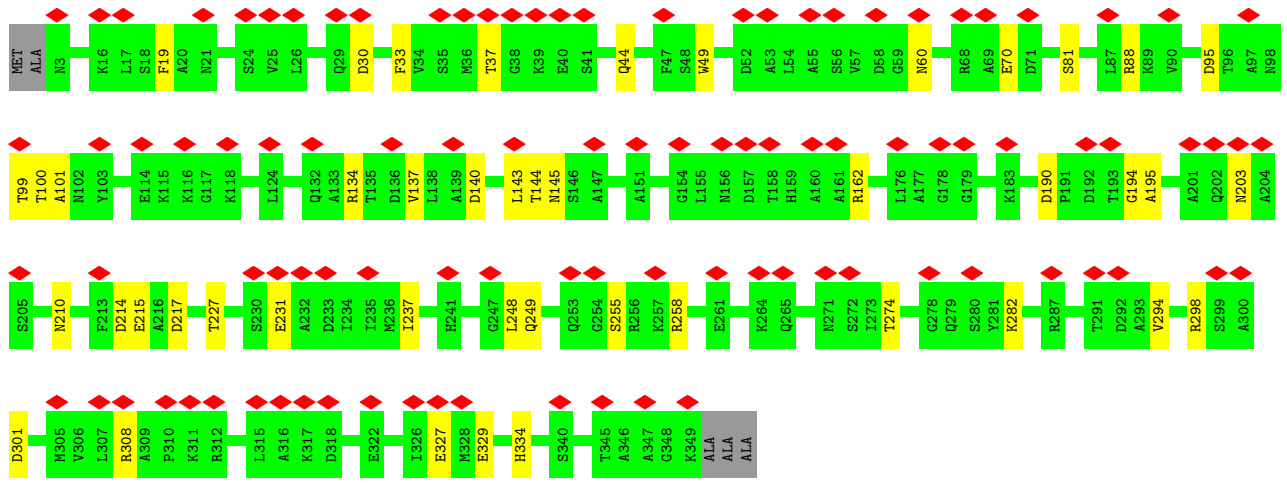 MET ALA N3 K16 L17 S18 F19 A20 N21 S24 V25 L26 Q29 D30 F33 V34 S35 M36 T37 G38 K39 E40 S41 Q44 F47 S48 W49 D52 A53 L54 A55 S56 V57 D58 G59 N60 R68 A69 E70 D71 S81 L87 R88 K89 V90 D95 T96 A97 N98
T99 T100 A101 N102 Y103 E114 K115 K116 G117 K118 L124 Q132 A133 R134 T135 D136 V137 L138 A139 D140 L143 T144 N145 S146 A147 A151 G154 L155 N156 D157 T158 H159 A160 A161 R162 L176 A177 G178 G179 K183 D190 P191 D192 T193 G194 A195 A201 Q202 N203 A204
S205 N210 F213 D214 E215 A216 D217 T227 S230 E231 A232 D233 I234 I235 M236 I237 H241 G247 L248 Q249 Q253 G254 S255 R256 K257 R258 E261 K264 Q265 N271 S272 I273 T274 G278 Q279 S280 Y281 K282 R287 T291 D292 A293 V294 R298 S299 A300
D301 M305 V306 L307 R308 A309 P310 K311 R312 L315 A316 K317 D318 E322 I326 E327 M328 E329 H334 S340 T345 A346 A347 G348 K349 ALA ALA ALA